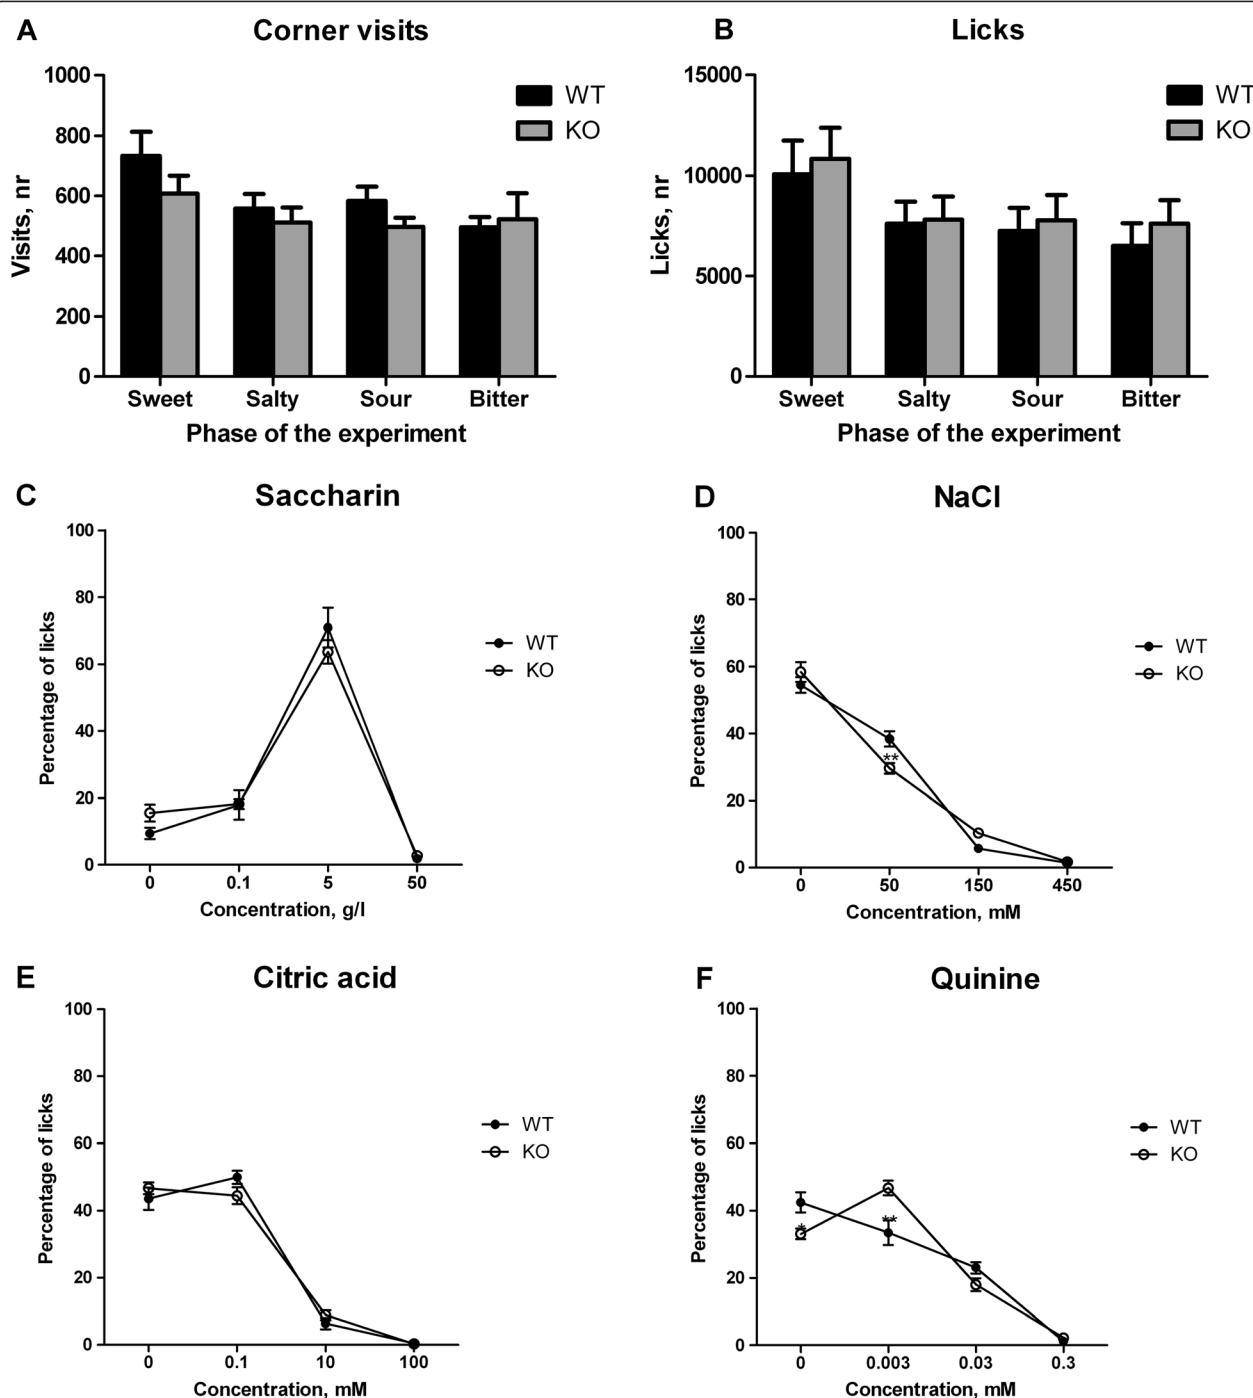 A Corner visits
1000
800
600
400
200
0
Visits, nr
WT
KO
Sweet Salty Sour Bitter
Phase of the experiment
B Licks
15000
10000
5000
0
Licks, nr
WT
KO
Sweet Salty Sour Bitter
Phase of the experiment
C Saccharin
100
80
60
40
20
0
Percentage of licks
WT
KO
0 0.1 5 50
Concentration, g/l
D NaCl
100
80
60
40
20
0
Percentage of licks
**
WT
KO
0 50 150 450
Concentration, mM
E Citric acid
100
80
60
40
20
0
Percentage of licks
WT
KO
0 0.1 10 100
Concentration, mM
F Quinine
100
80
60
40
20
0
Percentage of licks
*
**
WT
KO
0 0.003 0.03 0.3
Concentration, mM